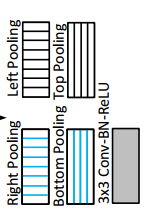 Left Pooling
Top Pooling
Right Pooling
Bottom Pooling
3x3 Conv-BN-ReLU